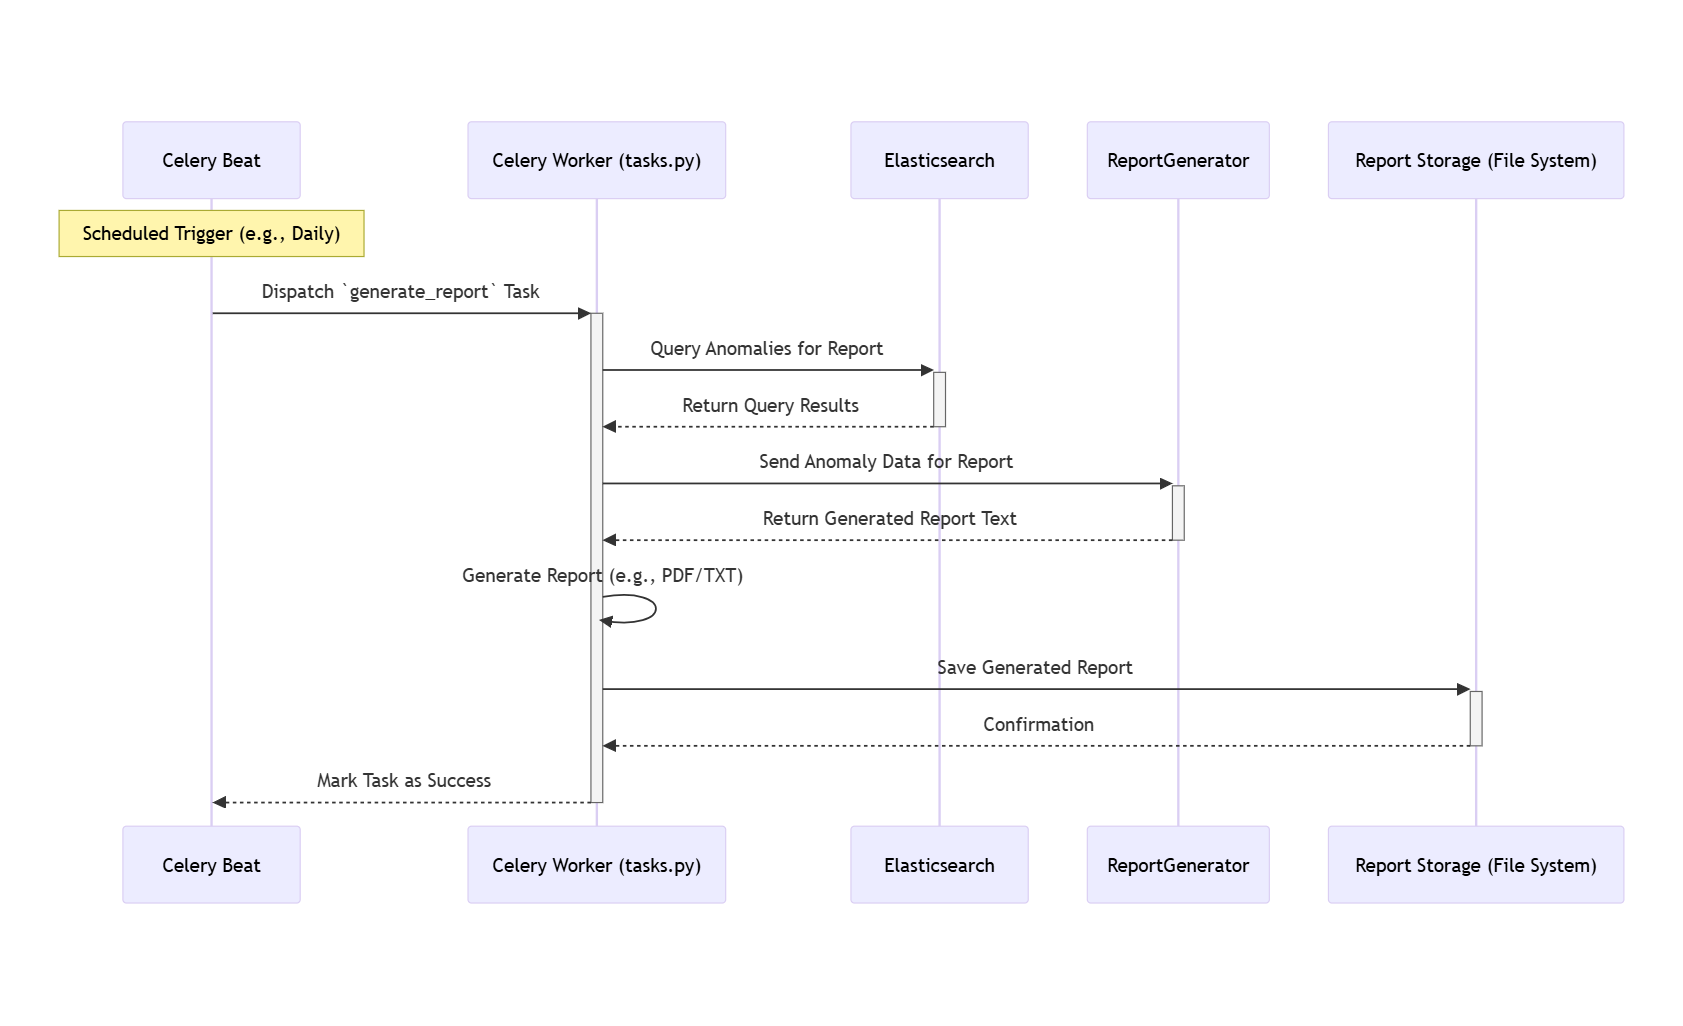 Celery Beat
Celery Worker (tasks.py)
Elasticsearch
ReportGenerator
Report Storage (File System)
Scheduled Trigger (e.g., Daily)
Dispatch `generate_report` Task
Query Anomalies for Report
Return Query Results
Send Anomaly Data for Report
Return Generated Report Text
Generate Report (e.g., PDF/TXT)
Save Generated Report
Confirmation
Mark Task as Success
Celery Beat
Celery Worker (tasks.py)
Elasticsearch
ReportGenerator
Report Storage (File System)